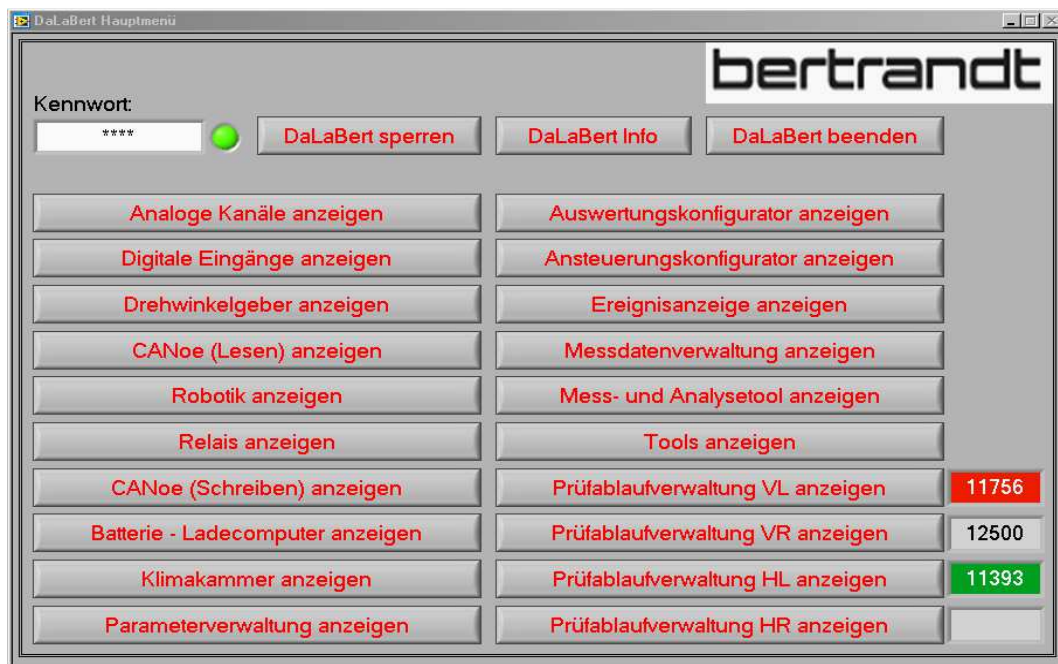 DaLaBert Hauptmenü
bertrandt
Kennwort:
****
DaLaBert sperren
DaLaBert Info
DaLaBert beenden
Analoge Kanäle anzeigen
Auswertungskonfigurator anzeigen
Digitale Eingänge anzeigen
Ansteuerungskonfigurator anzeigen
Drehwinkelgeber anzeigen
Ereignisanzeige anzeigen
CANoe (Lesen) anzeigen
Messdatenverwaltung anzeigen
Robotik anzeigen
Mess- und Analysetool anzeigen
Relais anzeigen
Tools anzeigen
CANoe (Schreiben) anzeigen
Prüfablaufverwaltung VL anzeigen
11756
Batterie - Ladecomputer anzeigen
Prüfablaufverwaltung VR anzeigen
12500
Klimakammer anzeigen
Prüfablaufverwaltung HL anzeigen
11393
Parameterverwaltung anzeigen
Prüfablaufverwaltung HR anzeigen